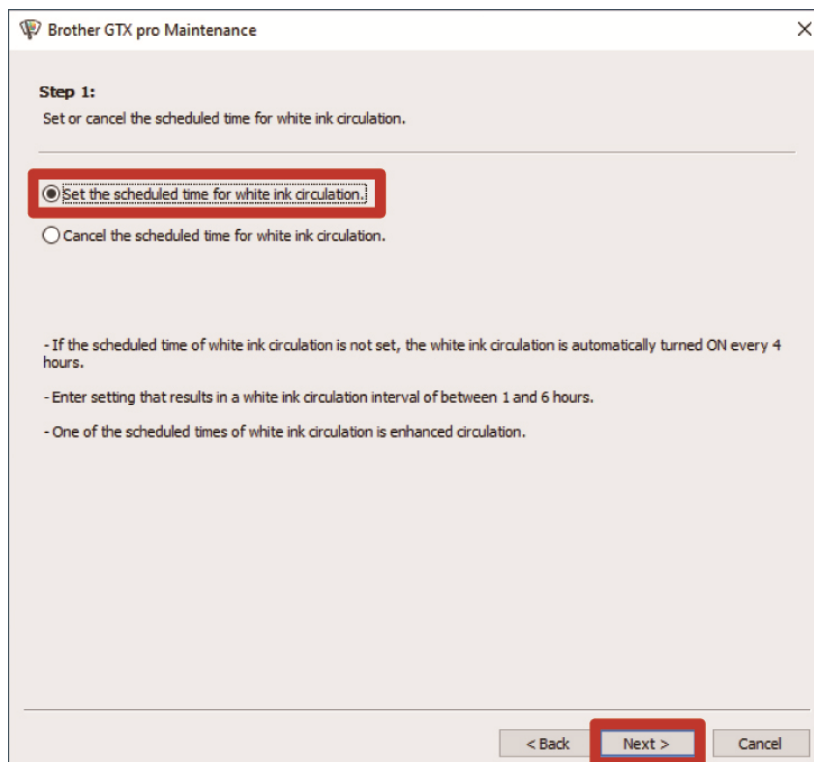 Brother GTX pro Maintenance
Step 1:
Set or cancel the scheduled time for white ink circulation.
Set the scheduled time for white ink circulation.
Cancel the scheduled time for white ink circulation.
- If the scheduled time of white ink circulation is not set, the white ink circulation is automatically turned ON every 4
hours.
- Enter setting that results in a white ink circulation interval of between 1 and 6 hours.
- One of the scheduled times of white ink circulation is enhanced circulation.
< Back Next > Cancel